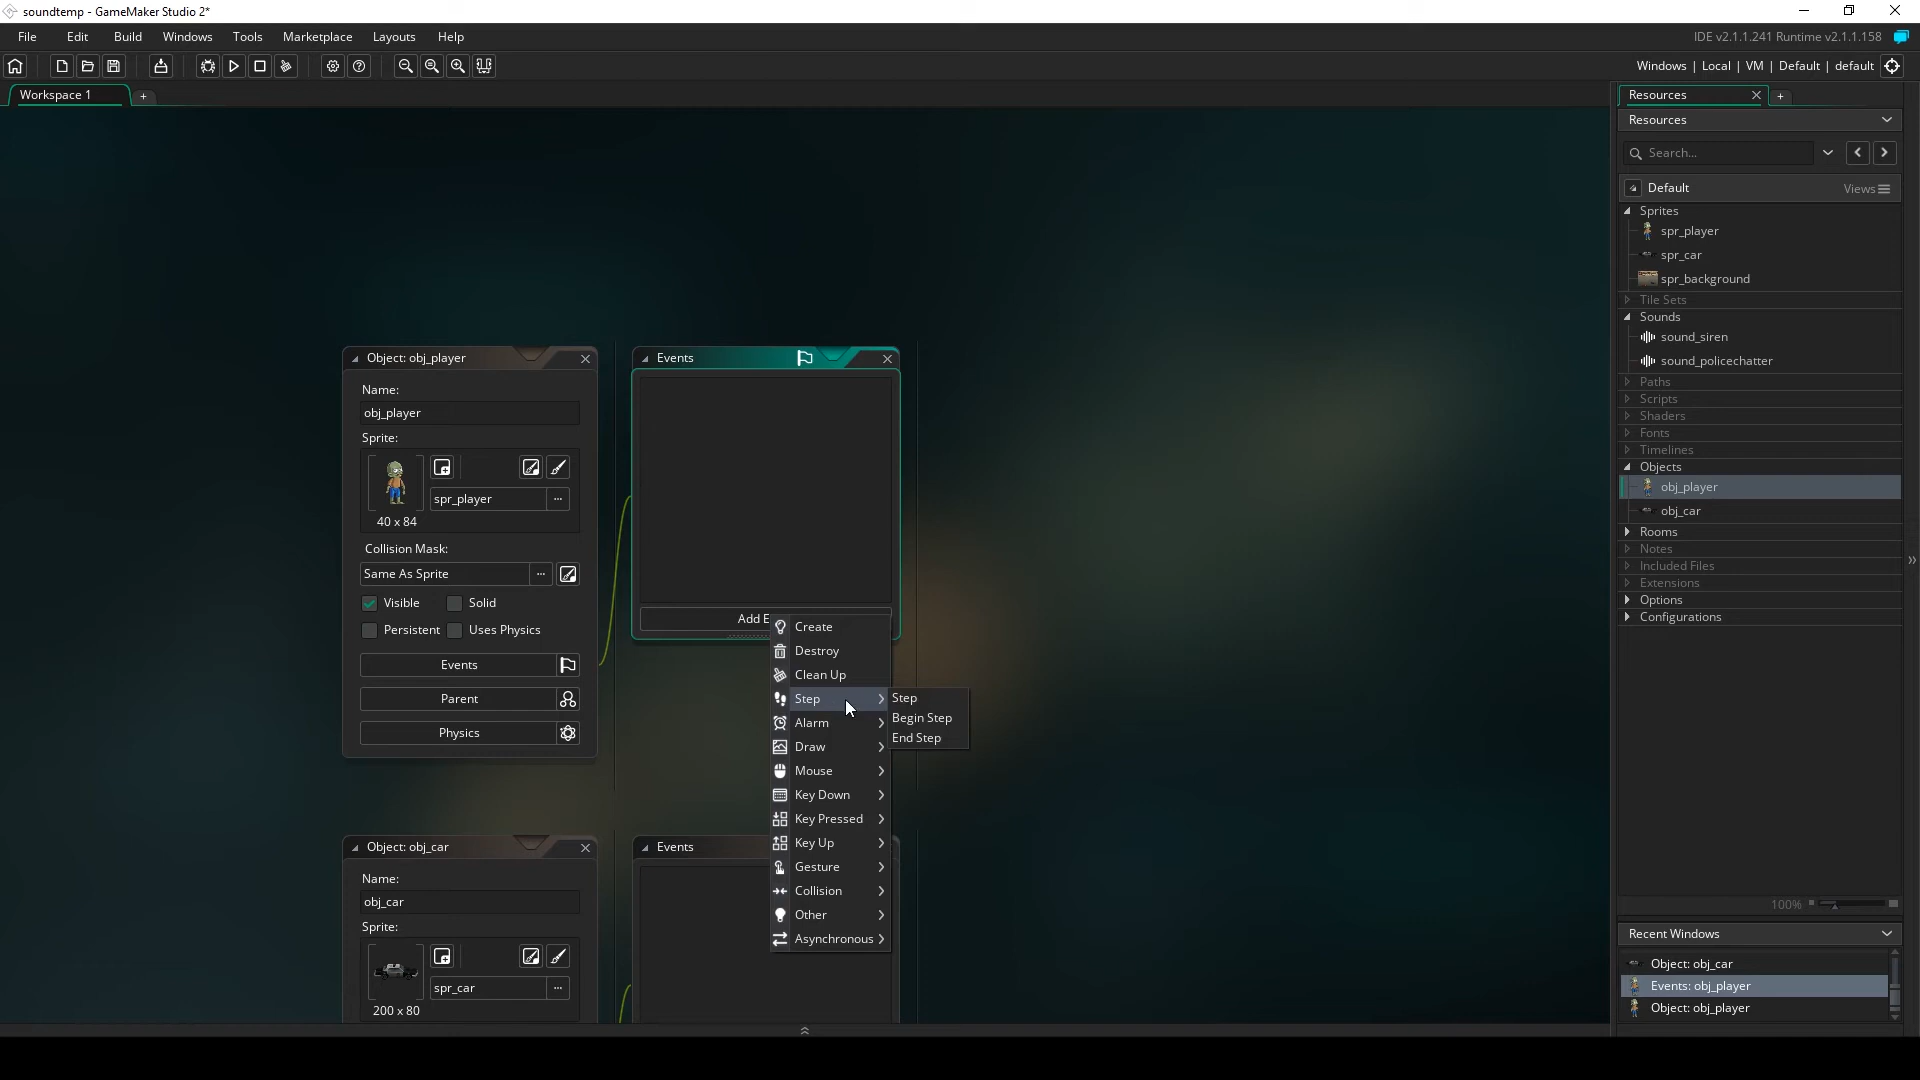 soundtemp - GameMaker Studio 2*
File Edit Build Windows Tools Marketplace Layouts Help
IDE v2.1.1.241 Runtime v2.1.1.158
Windows | Local | VM | Default | default
Workspace 1
+
Resources
+
Resources
Search...
Default
Views
Sprites
spr_player
spr_car
spr_background
Tile Sets
Sounds
sound_siren
sound_policechatter
Paths
Scripts
Shaders
Fonts
Timelines
Objects
obj_player
obj_car
Rooms
Notes
Included Files
Extensions
Options
Configurations
100%
Recent Windows
Object: obj_car
Events: obj_player
Object: obj_player
Object: obj_player
Name:
obj_player
Sprite:
spr_player
...
40 x 84
Collision Mask:
Same As Sprite
...
Visible
Solid
Persistent
Uses Physics
Events
Parent
Physics
Events
Add E
Create
Destroy
Clean Up
Step
Alarm
Draw
Mouse
Key Down
Key Pressed
Key Up
Gesture
Collision
Other
Asynchronous
Step
Begin Step
End Step
Object: obj_car
Name:
obj_car
Sprite:
spr_car
...
200 x 80
Events